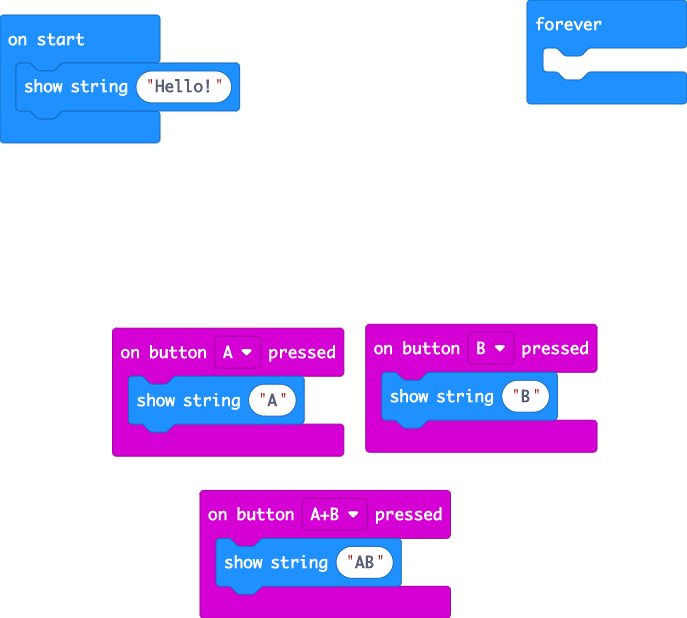 on start
forever
show string "Hello!"
on button A pressed
on button B pressed
show string "A"
show string "B"
on button A+B pressed
show string "AB"